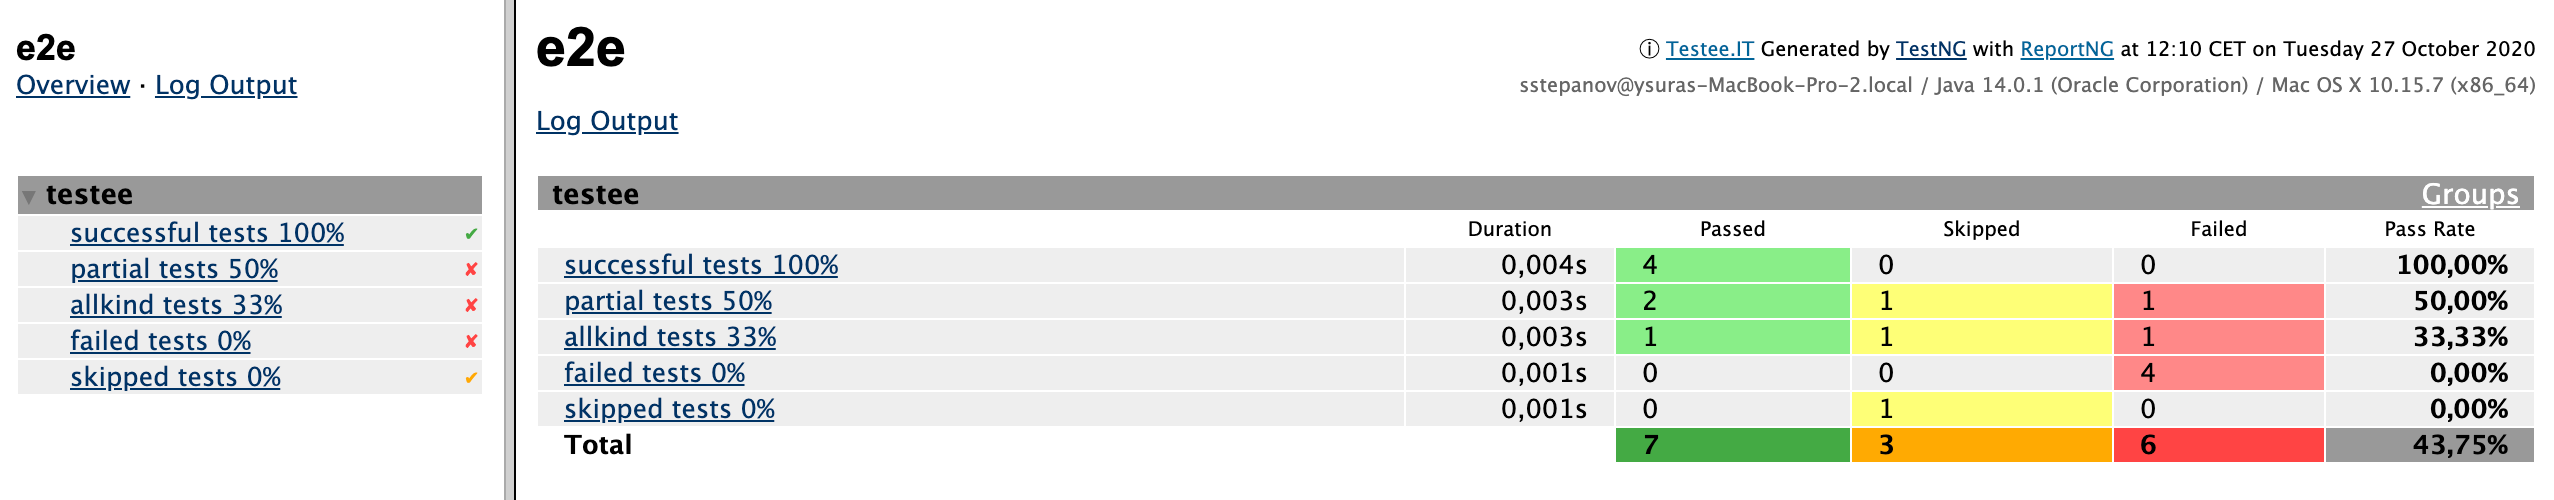 e2e
Overview · Log Output
▼ testee
successful tests 100% ✔
partial tests 50% ✘
allkind tests 33% ✘
failed tests 0% ✘
skipped tests 0% ✔
e2e
ⓘ Testee.IT Generated by TestNG with ReportNG at 12:10 CET on Tuesday 27 October 2020
sstepanov@ysuras-MacBook-Pro-2.local / Java 14.0.1 (Oracle Corporation) / Mac OS X 10.15.7 (x86_64)
Log Output
testee Groups
Duration Passed Skipped Failed Pass Rate
successful tests 100% 0,004s 4 0 0 100,00%
partial tests 50% 0,003s 2 1 1 50,00%
allkind tests 33% 0,003s 1 1 1 33,33%
failed tests 0% 0,001s 0 0 4 0,00%
skipped tests 0% 0,001s 0 1 0 0,00%
Total 7 3 6 43,75%